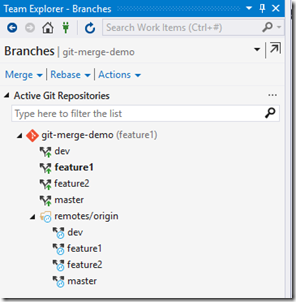 Team Explorer - Branches
Search Work Items (Ctrl+#)
Branches | git-merge-demo
Merge Rebase Actions
Active Git Repositories ...
Type here to filter the list
git-merge-demo (feature1)
dev
feature1
feature2
master
remotes/origin
dev
feature1
feature2
master